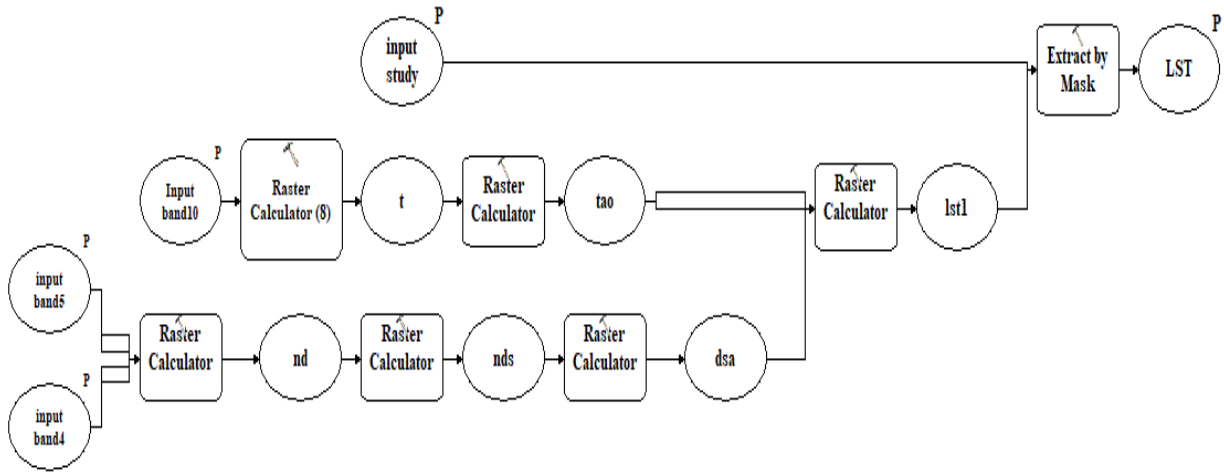 P
input
study
Extract by
Mask
P
LST
P
Input
band10
Raster
Calculator (8)
t
Raster
Calculator
tao
Raster
Calculator
lst1
P
input
band5
Raster
Calculator
nd
Raster
Calculator
nds
Raster
Calculator
dsa
P
input
band4